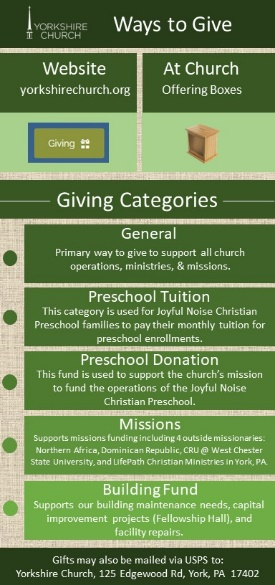 YORKSHIRE
CHURCH
Ways to Give
Website
yorkshirechurch.org
At Church
Offering Boxes
Giving
Giving Categories
General
Primary way to give to support all church
operations, ministries, & missions.
Preschool Tuition
This category is used for Joyful Noise Christian
Preschool families to pay their monthly tuition for
preschool enrollments.
Preschool Donation
This fund is used to support the church's mission
to fund the operations of the Joyful Noise
Christian Preschool.
Missions
Supports missions funding including 4 outside missionaries:
Northern Africa, Dominican Republic, CRU @ West Chester
State University, and LifePath Christian Ministries in York, PA.
Building Fund
Supports our building maintenance needs, capital
improvement projects (Fellowship Hall), and
facility repairs.
Gifts may also be mailed via USPS to:
Yorkshire Church, 125 Edgewood Rd, York, PA 17402